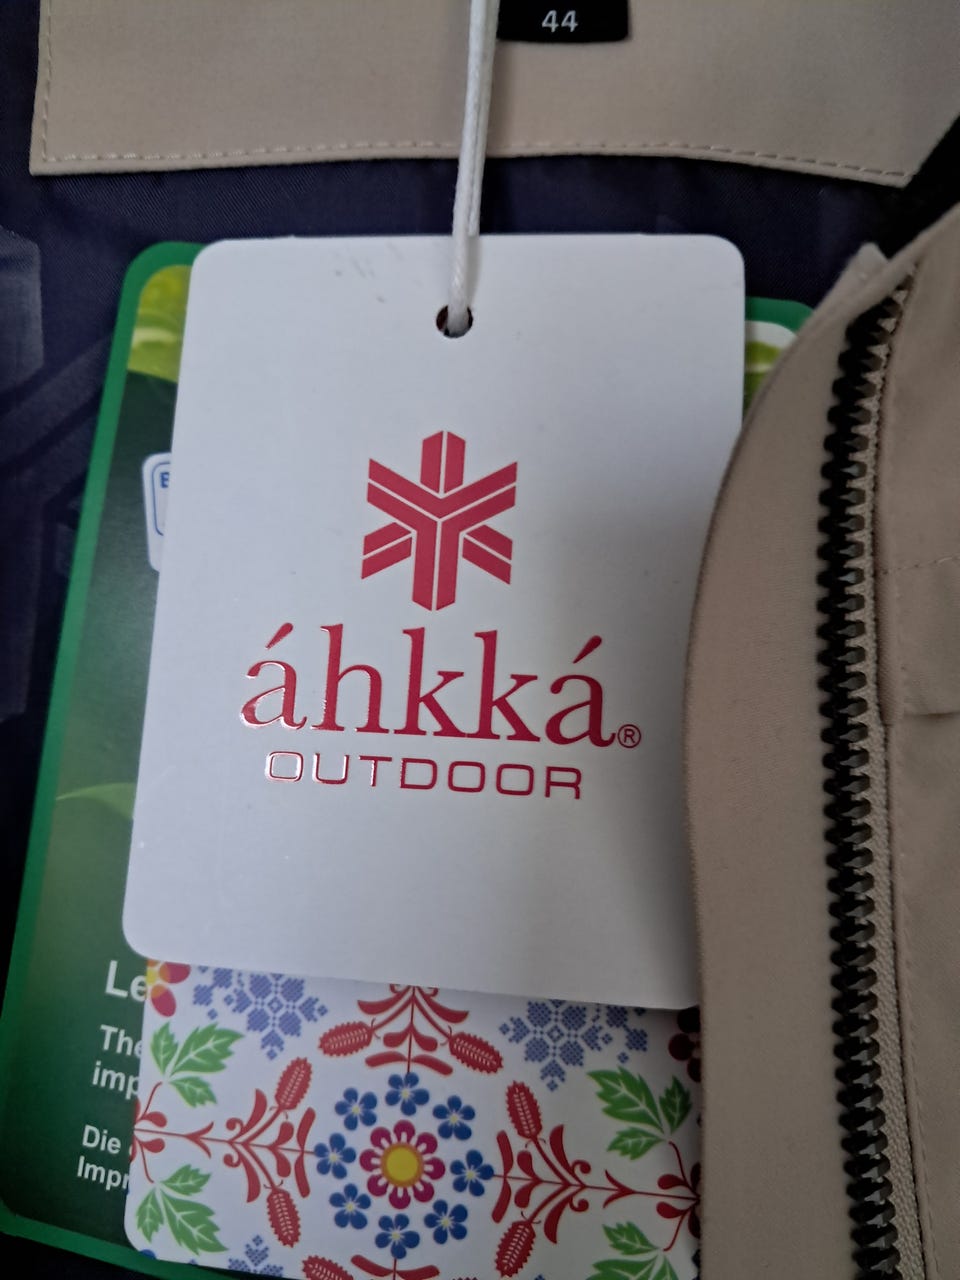 44
áhkká®
OUTDOOR
Le
The
imp
Die
Impr